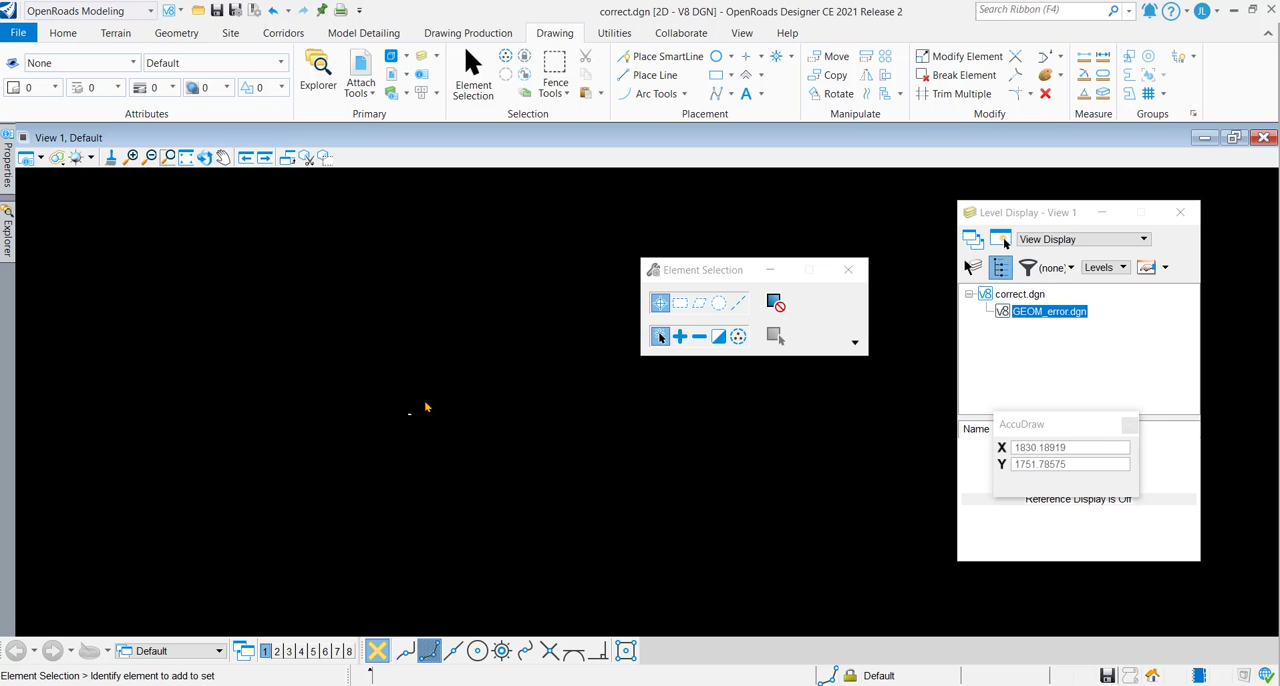 OpenRoads Modeling
correct.dgn [2D - V8 DGN] - OpenRoads Designer CE 2021 Release 2
Search Ribbon (F4)
JL
File Home Terrain Geometry Site Corridors Model Detailing Drawing Production Drawing Utilities Collaborate View Help
None Default
0 0 0 0 0
Attributes
Explorer
Attach Tools
Primary
Element Selection
Fence Tools
Selection
Place SmartLine
Place Line
Arc Tools
Placement
Move
Copy
Rotate
Manipulate
Modify Element
Break Element
Trim Multiple
Modify
Measure
Groups
View 1, Default
Properties
Explorer
Level Display - View 1
View Display
(none) Levels
correct.dgn
GEOM_error.dgn
Name
Reference Display is Off
Element Selection
AccuDraw
X 1830.18919
Y 1751.78575
Default
1 2 3 4 5 6 7 8
Element Selection > Identify element to add to set
Default